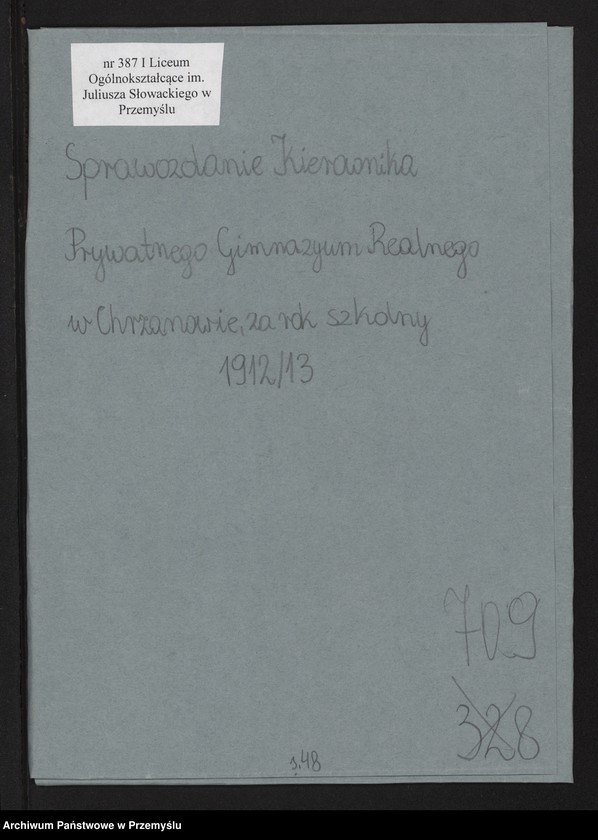 nr 387 I Liceum
Ogólnokształcące im.
Juliusza Słowackiego w
Przemyślu
Sprawozdanie Kierownika
Prywatnego Gimnazyum Realnego
w Chrzanowie, za rok szkolny
1912/13
709
328
s.48
Archiwum Państwowe w Przemyślu